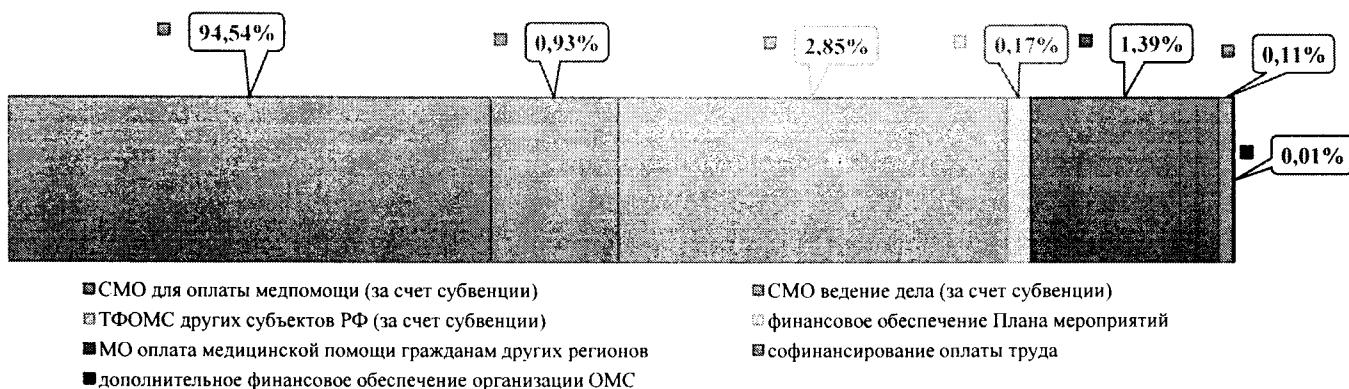 94,54%
0,93%
2,85%
0,17%
1,39%
0,11%
0,01%
СМО для оплаты медпомощи (за счет субвенции)
СМО ведение дела (за счет субвенции)
ТФОМС других субъектов РФ (за счет субвенции)
финансовое обеспечение Плана мероприятий
МО оплата медицинской помощи гражданам других регионов
софинансирование оплаты труда
дополнительное финансовое обеспечение организации ОМС